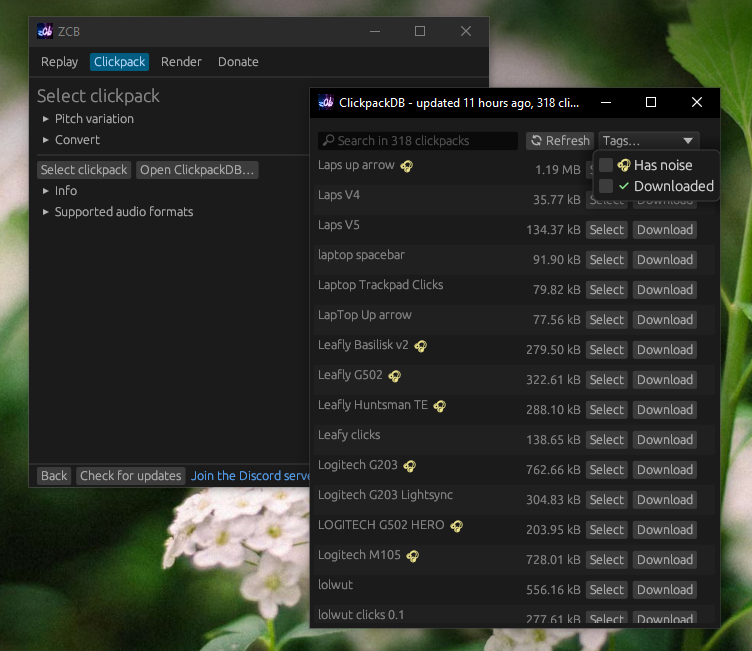 ZCB
Replay Clickpack Render Donate
Select clickpack
Pitch variation
Convert
Select clickpack Open ClickpackDB...
Info
Supported audio formats
Back Check for updates Join the Discord serve
ClickpackDB - updated 11 hours ago, 318 cli...
Search in 318 clickpacks Refresh Tags...
Has noise
Downloaded
Laps up arrow 1.19 MB
Laps V4 35.77 kB Select Download
Laps V5 134.37 kB Select Download
laptop spacebar 91.90 kB Select Download
Laptop Trackpad Clicks 79.82 kB Select Download
LapTop Up arrow 77.56 kB Select Download
Leafly Basilisk v2 279.50 kB Select Download
Leafly G502 322.61 kB Select Download
Leafly Huntsman TE 288.10 kB Select Download
Leafy clicks 138.65 kB Select Download
Logitech G203 762.66 kB Select Download
Logitech G203 Lightsync 304.83 kB Select Download
LOGITECH G502 HERO 203.95 kB Select Download
Logitech M105 728.01 kB Select Download
lolwut 556.16 kB Select Download
lolwut clicks 0.1 277.61 kB Select Download